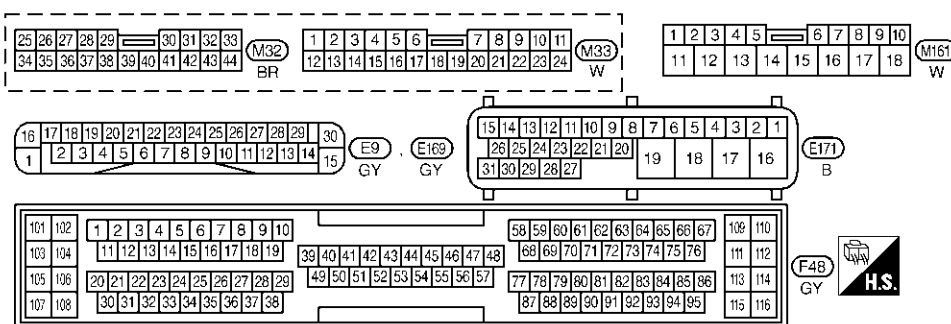 25 26 27 28 29 30 31 32 33
34 35 36 37 38 39 40 41 42 43 44
M32
BR
1 2 3 4 5 6 7 8 9 10 11
12 13 14 15 16 17 18 19 20 21 22 23 24
M33
W
1 2 3 4 5 6 7 8 9 10
11 12 13 14 15 16 17 18
M161
W
16 17 18 19 20 21 22 23 24 25 26 27 28 29 30
1 2 3 4 5 6 7 8 9 10 11 12 13 14 15
E9 , E169
GY GY
15 14 13 12 11 10 9 8 7 6 5 4 3 2 1
26 25 24 23 22 21 20 19 18 17 16
31 30 29 28 27
E171
B
101 102 1 2 3 4 5 6 7 8 9 10 58 59 60 61 62 63 64 65 66 67 109 110
103 104 11 12 13 14 15 16 17 18 19 39 40 41 42 43 44 45 46 47 48 68 69 70 71 72 73 74 75 76 111 112
105 106 20 21 22 23 24 25 26 27 28 29 49 50 51 52 53 54 55 56 57 77 78 79 80 81 82 83 84 85 86 113 114
107 108 30 31 32 33 34 35 36 37 38 87 88 89 90 91 92 93 94 95 115 116
F48
GY
H.S.